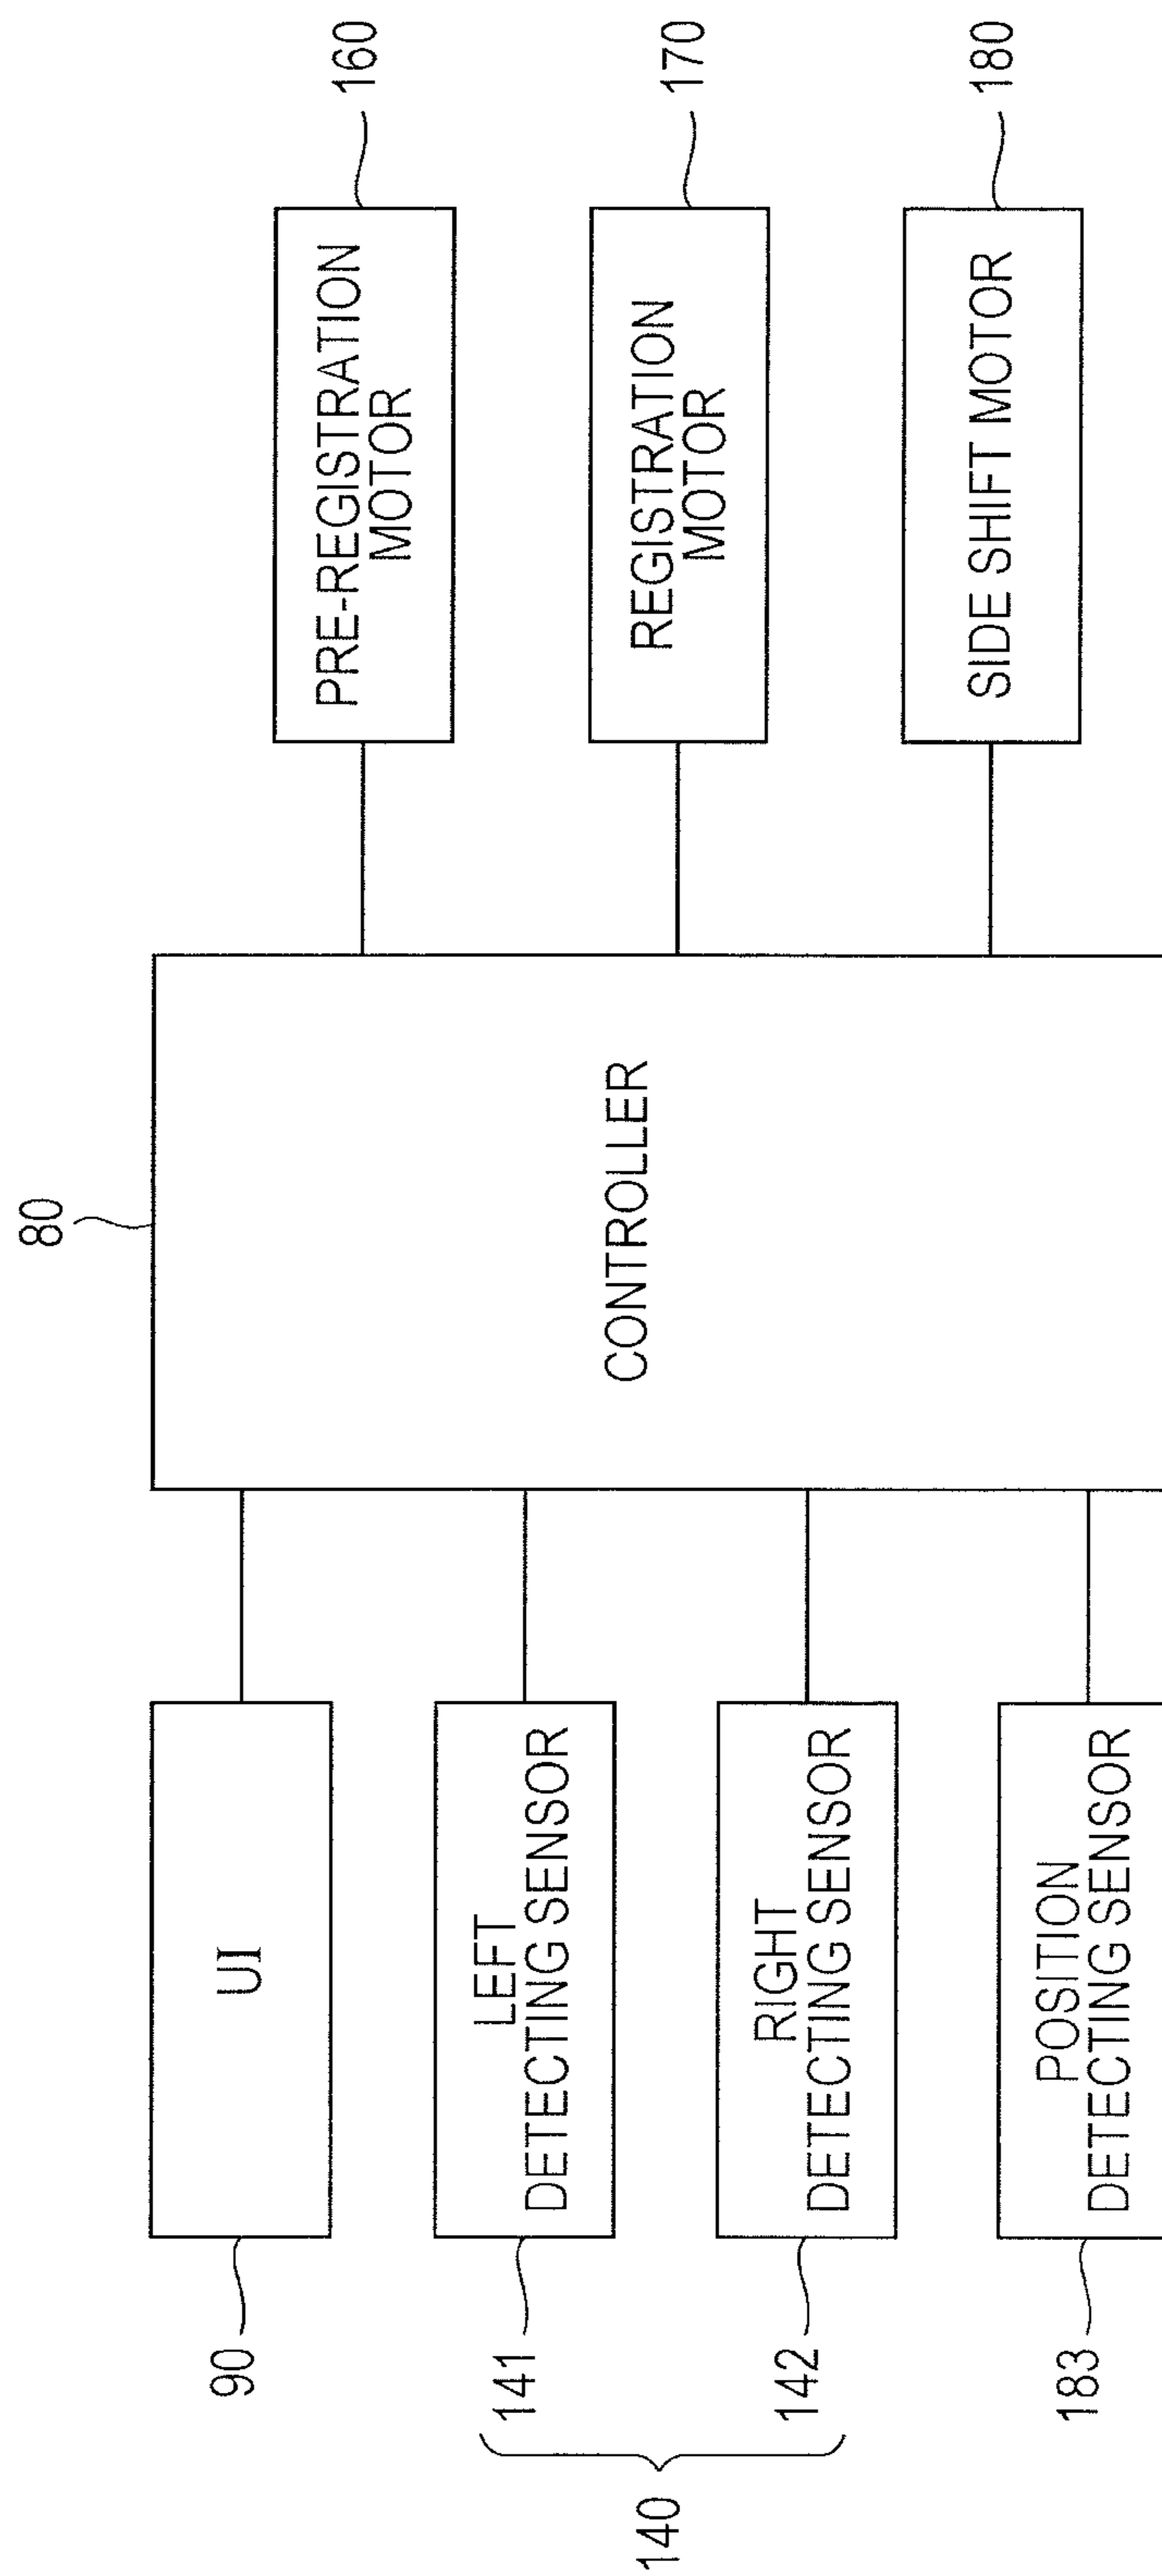 80
90
UI
CONTROLLER
PRE-REGISTRATION
MOTOR
160
140
141
LEFT
DETECTING SENSOR
REGISTRATION
MOTOR
170
142
RIGHT
DETECTING SENSOR
SIDE SHIFT MOTOR
180
183
POSITION
DETECTING SENSOR